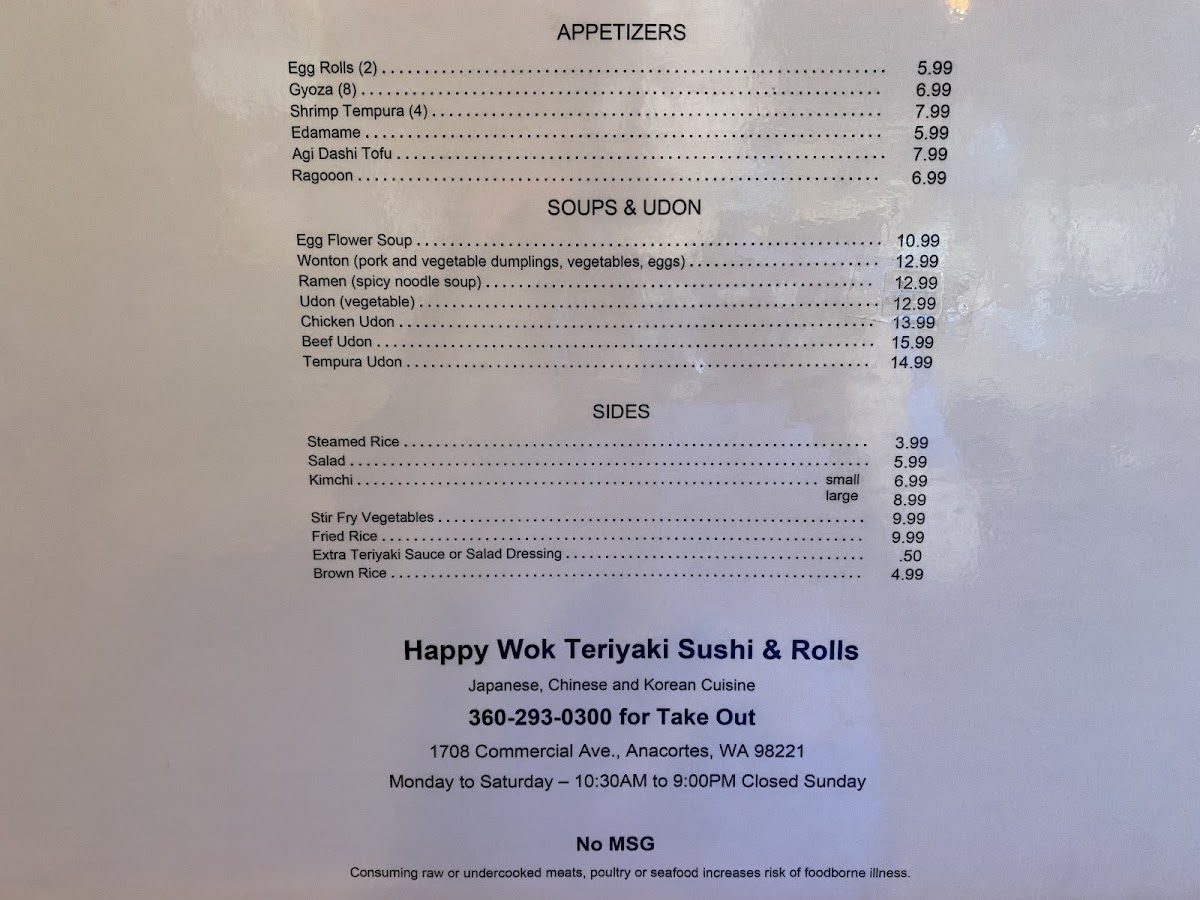 APPETIZERS
Egg Rolls (2) 5.99
Gyoza (8) 6.99
Shrimp Tempura (4) 7.99
Edamame 5.99
Agi Dashi Tofu 7.99
Ragooon 6.99
SOUPS & UDON
Egg Flower Soup 10.99
Wonton (pork and vegetable dumplings, vegetables, eggs) 12.99
Ramen (spicy noodle soup) 12.99
Udon (vegetable) 12.99
Chicken Udon 13.99
Beef Udon 15.99
Tempura Udon 14.99
SIDES
Steamed Rice 3.99
Salad 5.99
Kimchi small 6.99
large 8.99
Stir Fry Vegetables 9.99
Fried Rice 9.99
Extra Teriyaki Sauce or Salad Dressing .50
Brown Rice 4.99
Happy Wok Teriyaki Sushi & Rolls
Japanese, Chinese and Korean Cuisine
360-293-0300 for Take Out
1708 Commercial Ave., Anacortes, WA 98221
Monday to Saturday – 10:30AM to 9:00PM Closed Sunday
No MSG
Consuming raw or undercooked meats, poultry or seafood increases risk of foodborne illness.